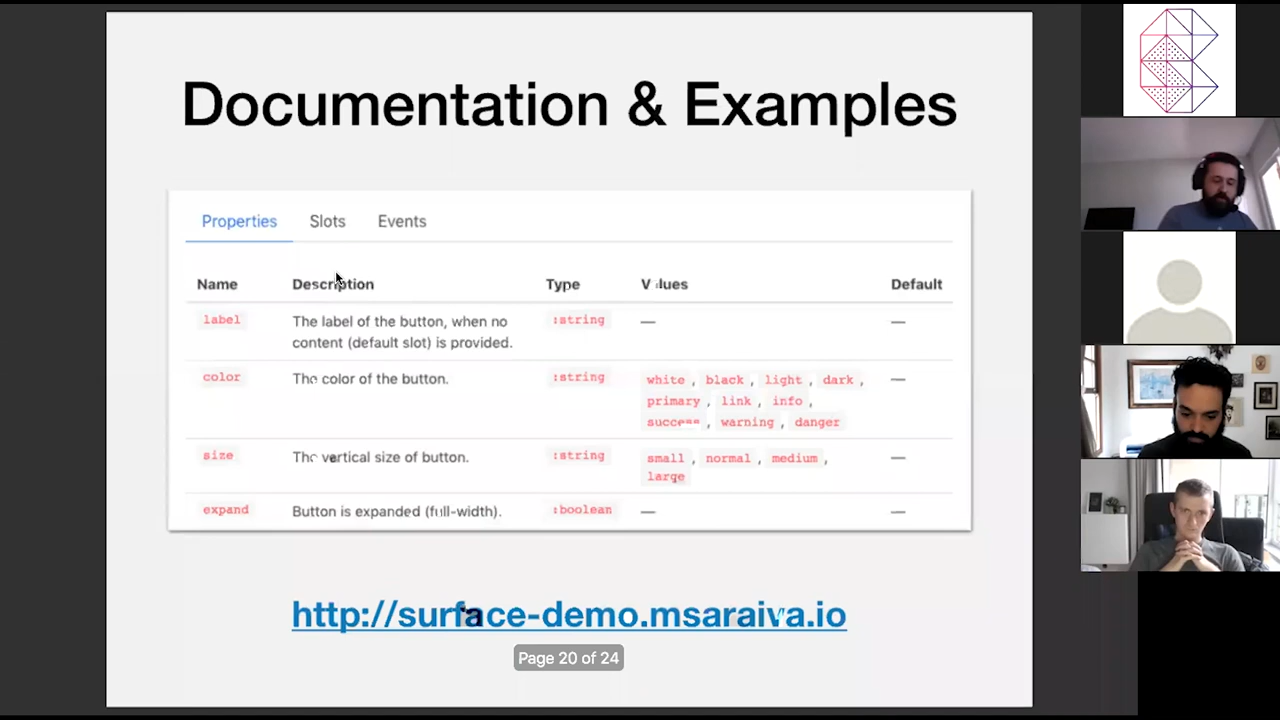 Documentation & Examples
Properties Slots Events
Name Description Type Values Default
label The label of the button, when no :string — —
content (default slot) is provided.
color The color of the button. :string white , black , light , dark , —
primary , link , info ,
success , warning , danger
size The vertical size of button. :string small , normal , medium , —
large
expand Button is expanded (full-width). :boolean — —
http://surface-demo.msaraiva.io
Page 20 of 24